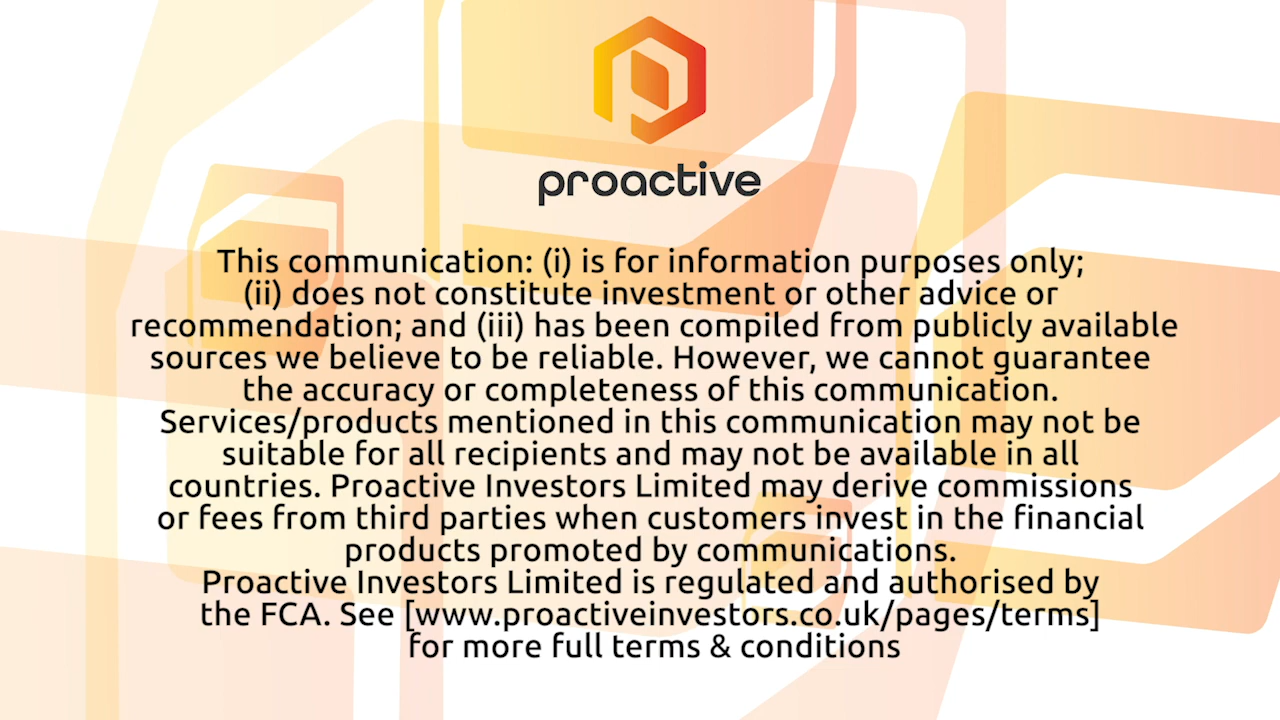 proactive
This communication: (i) is for information purposes only;
(ii) does not constitute investment or other advice or
recommendation; and (iii) has been compiled from publicly available
sources we believe to be reliable. However, we cannot guarantee
the accuracy or completeness of this communication.
Services/products mentioned in this communication may not be
suitable for all recipients and may not be available in all
countries. Proactive Investors Limited may derive commissions
or fees from third parties when customers invest in the financial
products promoted by communications.
Proactive Investors Limited is regulated and authorised by
the FCA. See [www.proactiveinvestors.co.uk/pages/terms]
for more full terms & conditions